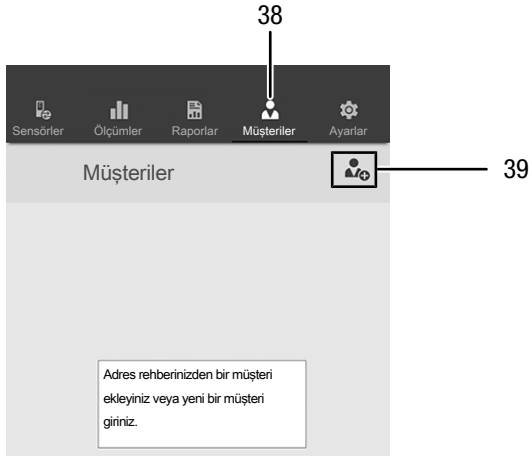 38
Sensörler Ölçümler Raporlar Müşteriler Ayarlar
Müşteriler
39
Adres rehberinizden bir müşteri
ekleyiniz veya yeni bir müşteri
giriniz.